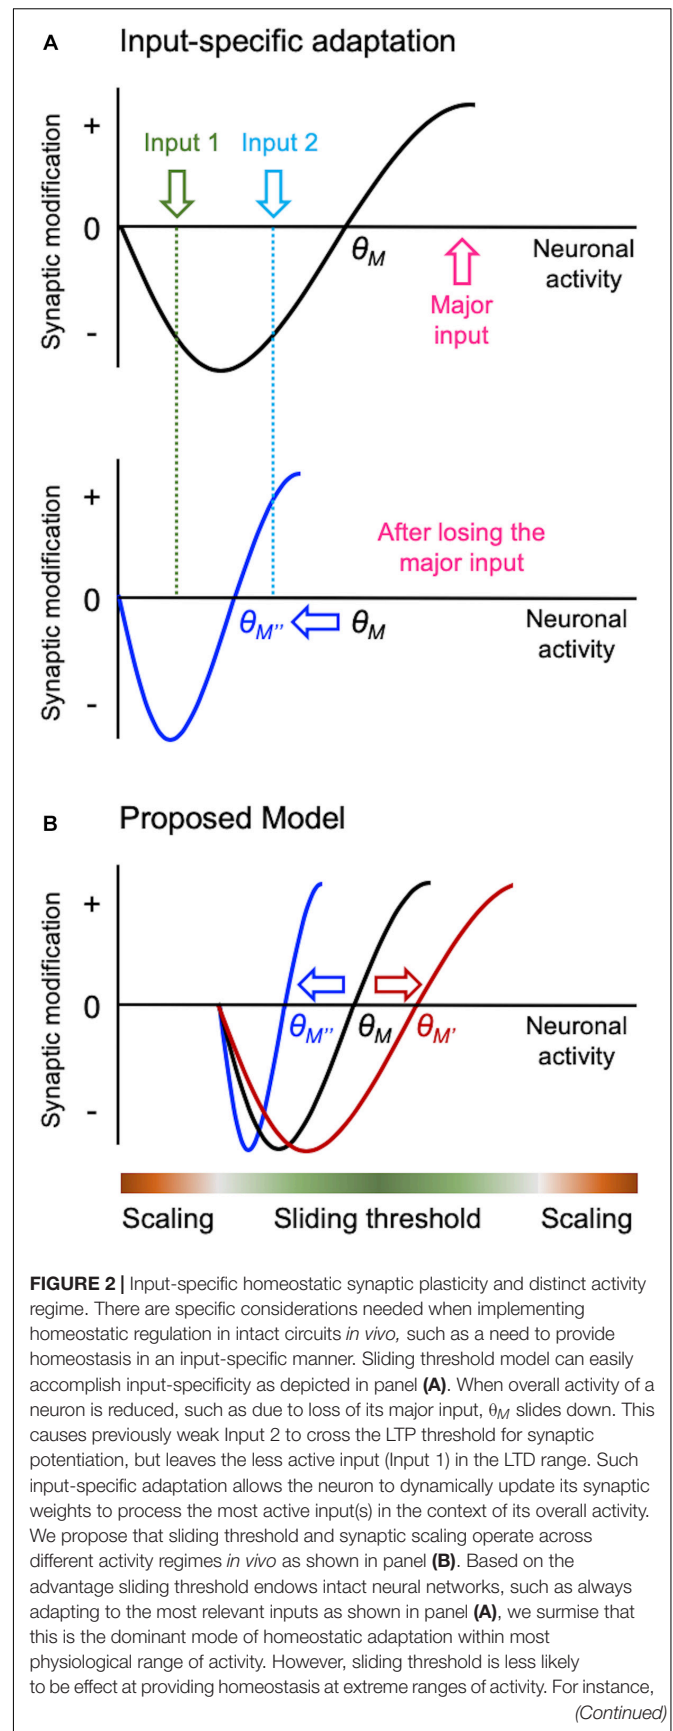 A Input-specific adaptation
Synaptic modification
+
0
-
Input 1 Input 2
θM
Neuronal
activity
Major
input
Synaptic modification
+
0
-
After losing the
major input
θM'' θM
Neuronal
activity
B Proposed Model
Synaptic modification
+
0
-
θM'' θM θM'
Neuronal
activity
Scaling Sliding threshold Scaling
FIGURE 2 | Input-specific homeostatic synaptic plasticity and distinct activity
regime. There are specific considerations needed when implementing
homeostatic regulation in intact circuits in vivo, such as a need to provide
homeostasis in an input-specific manner. Sliding threshold model can easily
accomplish input-specificity as depicted in panel (A). When overall activity of a
neuron is reduced, such as due to loss of its major input, θM slides down. This
causes previously weak Input 2 to cross the LTP threshold for synaptic
potentiation, but leaves the less active input (Input 1) in the LTD range. Such
input-specific adaptation allows the neuron to dynamically update its synaptic
weights to process the most active input(s) in the context of its overall activity.
We propose that sliding threshold and synaptic scaling operate across
different activity regimes in vivo as shown in panel (B). Based on the
advantage sliding threshold endows intact neural networks, such as always
adapting to the most relevant inputs as shown in panel (A), we surmise that
this is the dominant mode of homeostatic adaptation within most
physiological range of activity. However, sliding threshold is less likely
to be effect at providing homeostasis at extreme ranges of activity. For instance,
(Continued)